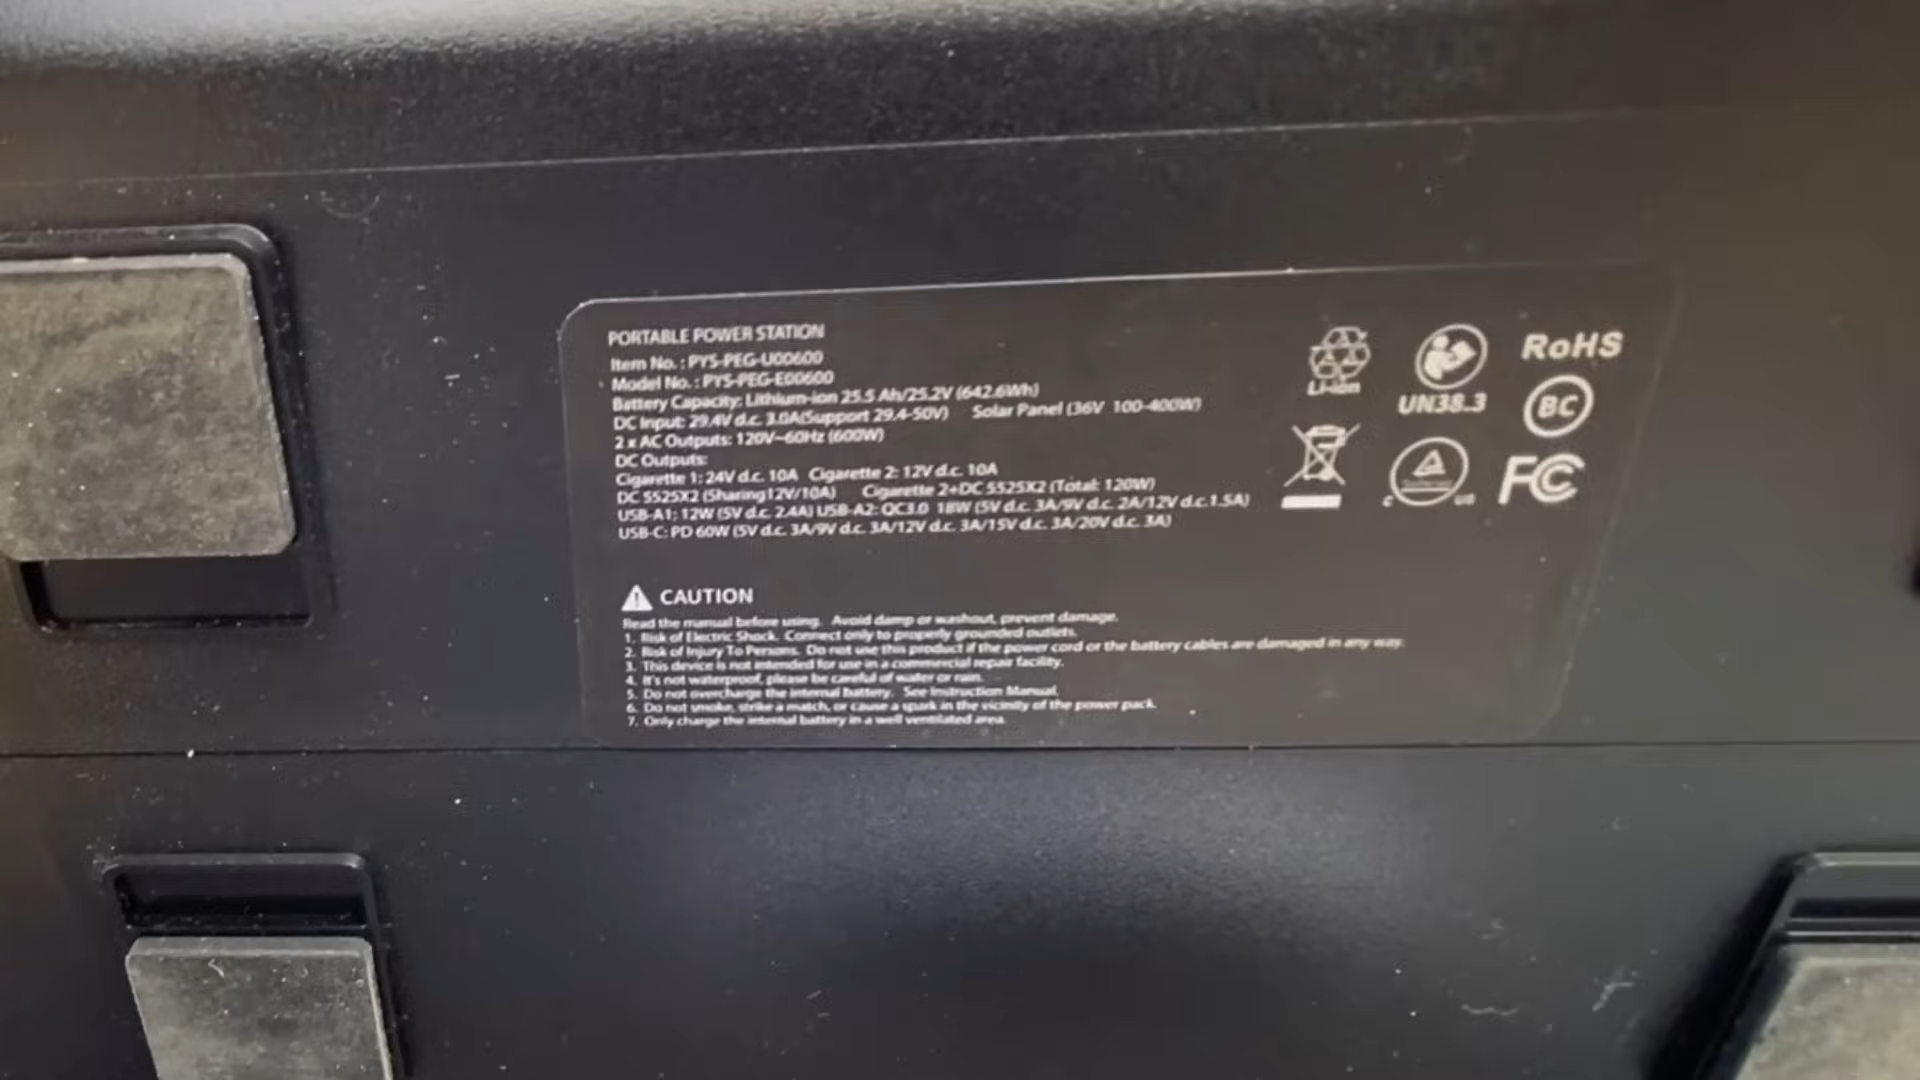 PORTABLE POWER STATION
Item No. : PYS-PEG-U00600
Model No. : PYS-PEG-E00600
Battery Capacity: Lithium-ion 25.5 Ah/25.2V (642.6Wh)
DC Input: 29.4V d.c. 3.0A(Support 29.4-50V) Solar Panel (36V 100-400W)
2 x AC Outputs: 120V~60Hz (600W)
DC Outputs:
Cigarette 1: 24V d.c. 10A Cigarette 2: 12V d.c. 10A
DC 5525X2 (Sharing12V/10A) Cigarette 2+DC 5525X2 (Total: 120W)
USB-A1: 12W (5V d.c. 2.4A) USB-A2: QC3.0 18W (5V d.c. 3A/9V d.c. 2A/12V d.c.1.5A)
USB-C: PD 60W (5V d.c. 3A/9V d.c. 3A/12V d.c. 3A/15V d.c. 3A/20V d.c. 3A)
Li-ion
UN38.3
RoHS
BC
FC
c us
CAUTION
Read the manual before using. Avoid damp or washout, prevent damage.
1. Risk of Electric Shock. Connect only to properly grounded outlets.
2. Risk of Injury To Persons. Do not use this product if the power cord or the battery cables are damaged in any way.
3. This device is not intended for use in a commercial repair facility.
4. It's not waterproof, please be careful of water or rain.
5. Do not overcharge the internal battery. See Instruction Manual.
6. Do not smoke, strike a match, or cause a spark in the vicinity of the power pack.
7. Only charge the internal battery in a well ventilated area.